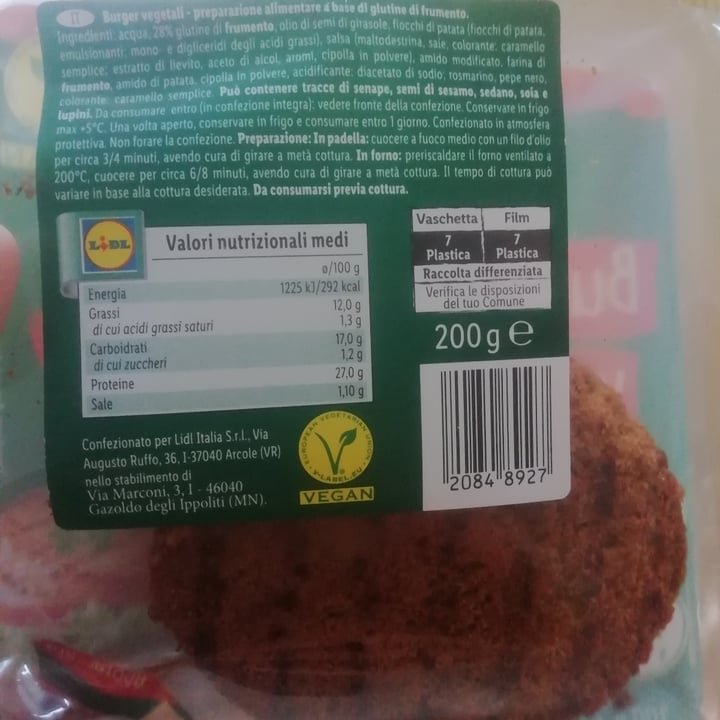 IT Burger vegetali - preparazione alimentare a base di glutine di frumento.
Ingredienti: acqua, 28% glutine di frumento, olio di semi di girasole, fiocchi di patata (fiocchi di patata,
emulsionanti: mono- e digliceridi degli acidi grassi), salsa (maltodestrina, sale, colorante: caramello
semplice; estratto di lievito, aceto di alcol, aromi, cipolla in polvere), amido modificato, farina di
frumento, amido di patata, cipolla in polvere, acidificante: diacetato di sodio; rosmarino, pepe nero,
colorante: caramello semplice. Può contenere tracce di senape, semi di sesamo, sedano, soia e
lupini. Da consumare entro (in confezione integra): vedere fronte della confezione. Conservare in frigo
max +5°C. Una volta aperto, conservare in frigo e consumare entro 1 giorno. Confezionato in atmosfera
protettiva. Non forare la confezione. Preparazione: In padella: cuocere a fuoco medio con un filo d'olio
per circa 3/4 minuti, avendo cura di girare a metà cottura. In forno: preriscaldare il forno ventilato a
200°C, cuocere per circa 6/8 minuti, avendo cura di girare a metà cottura. Il tempo di cottura può
variare in base alla cottura desiderata. Da consumarsi previa cottura.
LIDL
Valori nutrizionali medi
ø/100 g
Energia 1225 kJ/292 kcal
Grassi 12,0 g
di cui acidi grassi saturi 1,3 g
Carboidrati 17,0 g
di cui zuccheri 1,2 g
Proteine 27,0 g
Sale 1,10 g
Vaschetta Film
7 7
Plastica Plastica
Raccolta differenziata
Verifica le disposizioni
del tuo Comune
200 g e
2084 8927
Confezionato per Lidl Italia S.r.l., Via
Augusto Ruffo, 36, I-37040 Arcole (VR)
nello stabilimento di
Via Marconi, 3, I - 46040
Gazoldo degli Ippoliti (MN).
EUROPEAN VEGETARIAN UNION
V-LABEL.EU
VEGAN
Bu